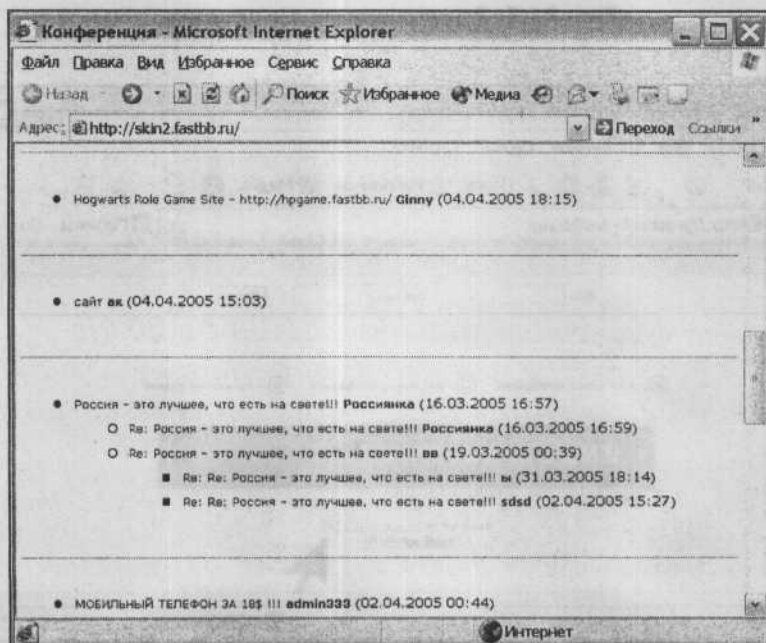 Конференция - Microsoft Internet Explorer
Файл Правка Вид Избранное Сервис Справка
Назад Поиск Избранное Медиа
Адрес: http://skin2.fastbb.ru/ Переход Ссылки »
• Hogwarts Role Game Site - http://hpgame.fastbb.ru/ Ginny (04.04.2005 18:15)
• сайт ак (04.04.2005 15:03)
• Россия - это лучшее, что есть на свете!!! Россиянка (16.03.2005 16:57)
○ Re: Россия - это лучшее, что есть на свете!!! Россиянка (16.03.2005 16:59)
○ Re: Россия - это лучшее, что есть на свете!!! вв (19.03.2005 00:39)
■ Re: Re: Россия - это лучшее, что есть на свете!!! ы (31.03.2005 18:14)
■ Re: Re: Россия - это лучшее, что есть на свете!!! sdsd (02.04.2005 15:27)
• МОБИЛЬНЫЙ ТЕЛЕФОН ЗА 18$ !!! admin333 (02.04.2005 00:44)
Интернет